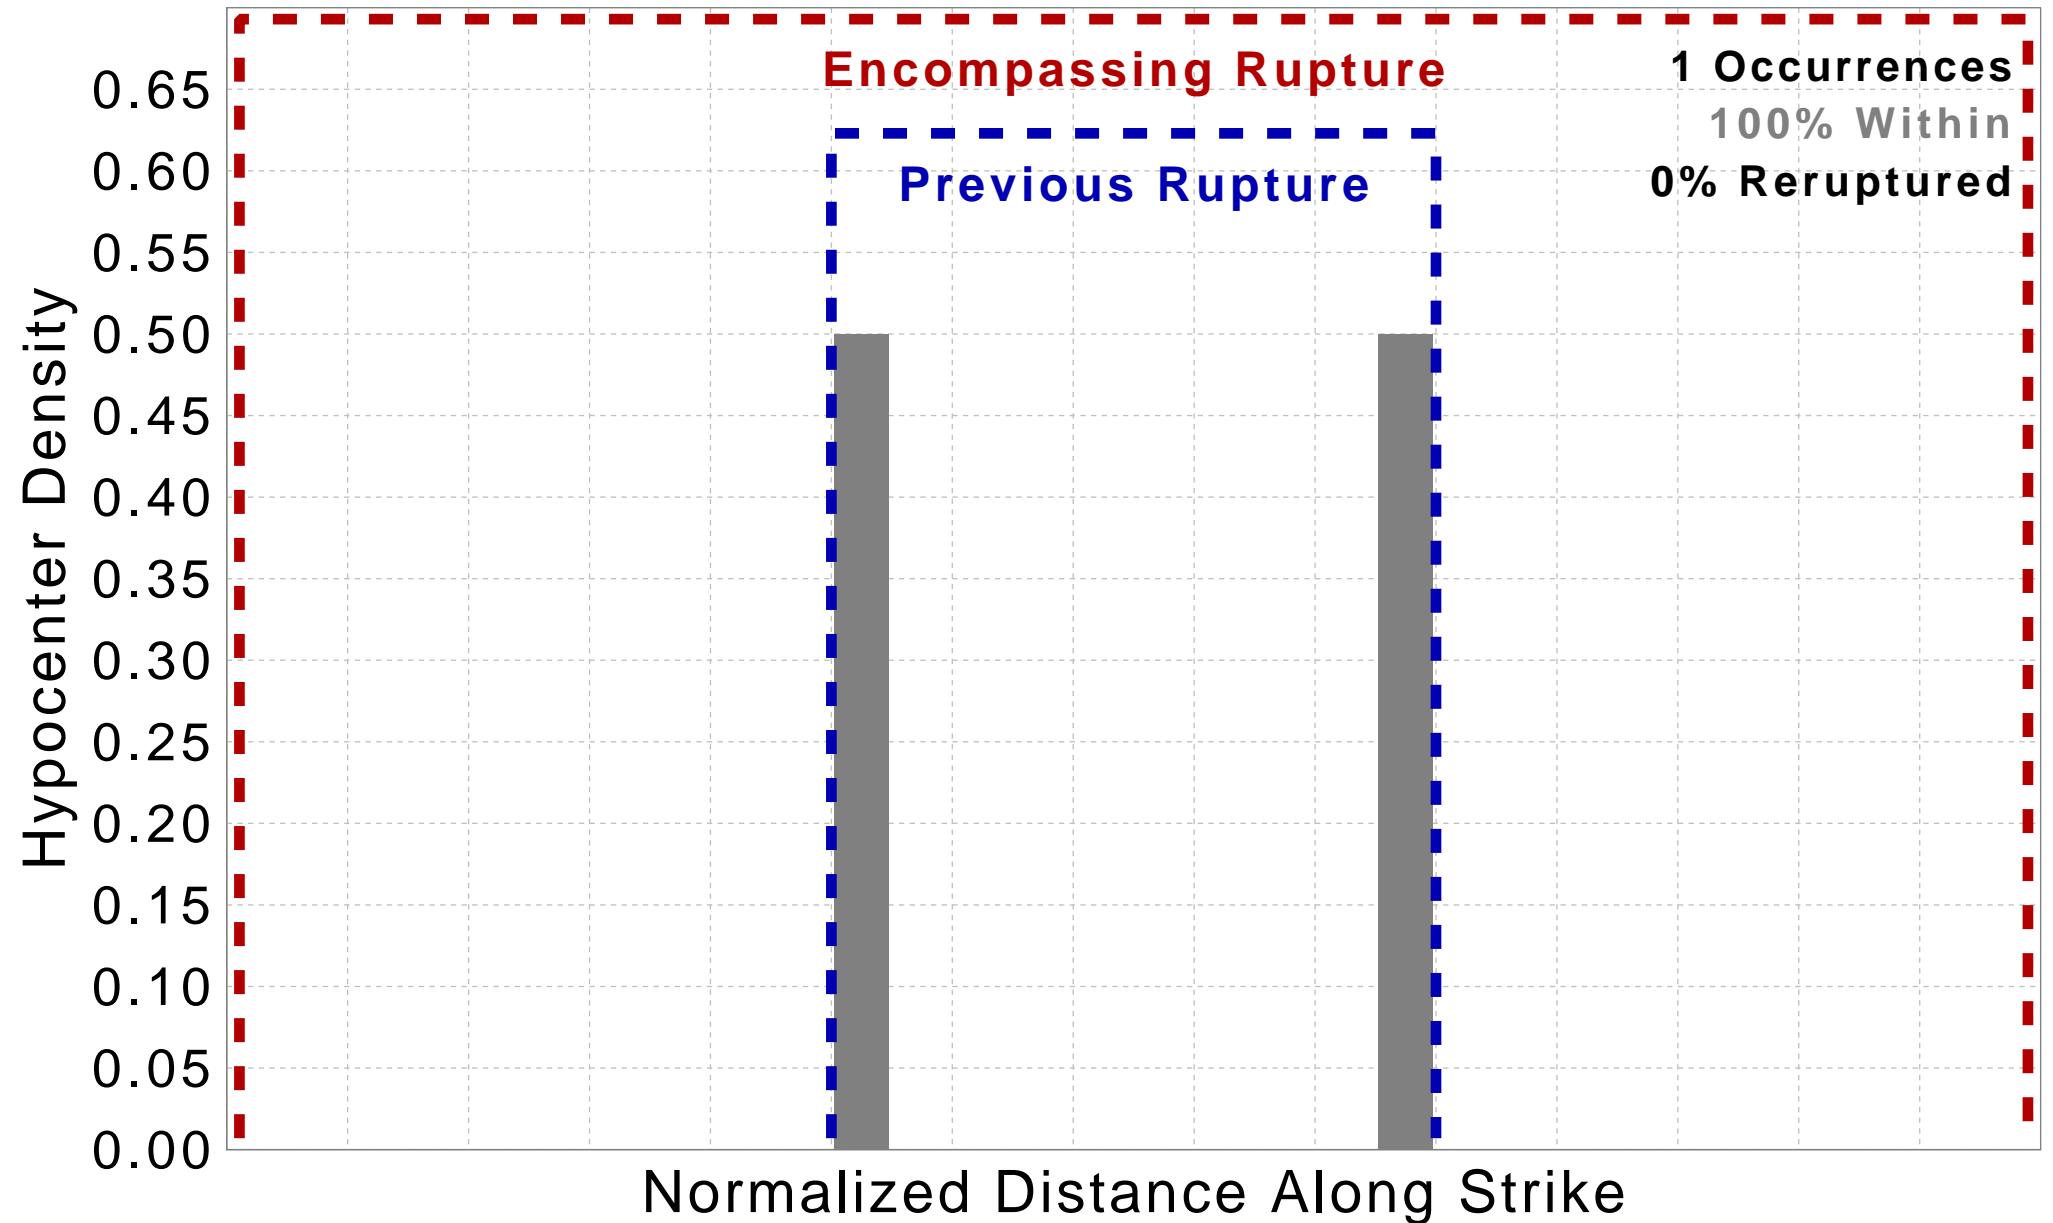 Encompassing Rupture
Previous Rupture
1 Occurrences
100% Within
0% Reruptured
Hypocenter Density
0.65
0.60
0.55
0.50
0.45
0.40
0.35
0.30
0.25
0.20
0.15
0.10
0.05
0.00
Normalized Distance Along Strike